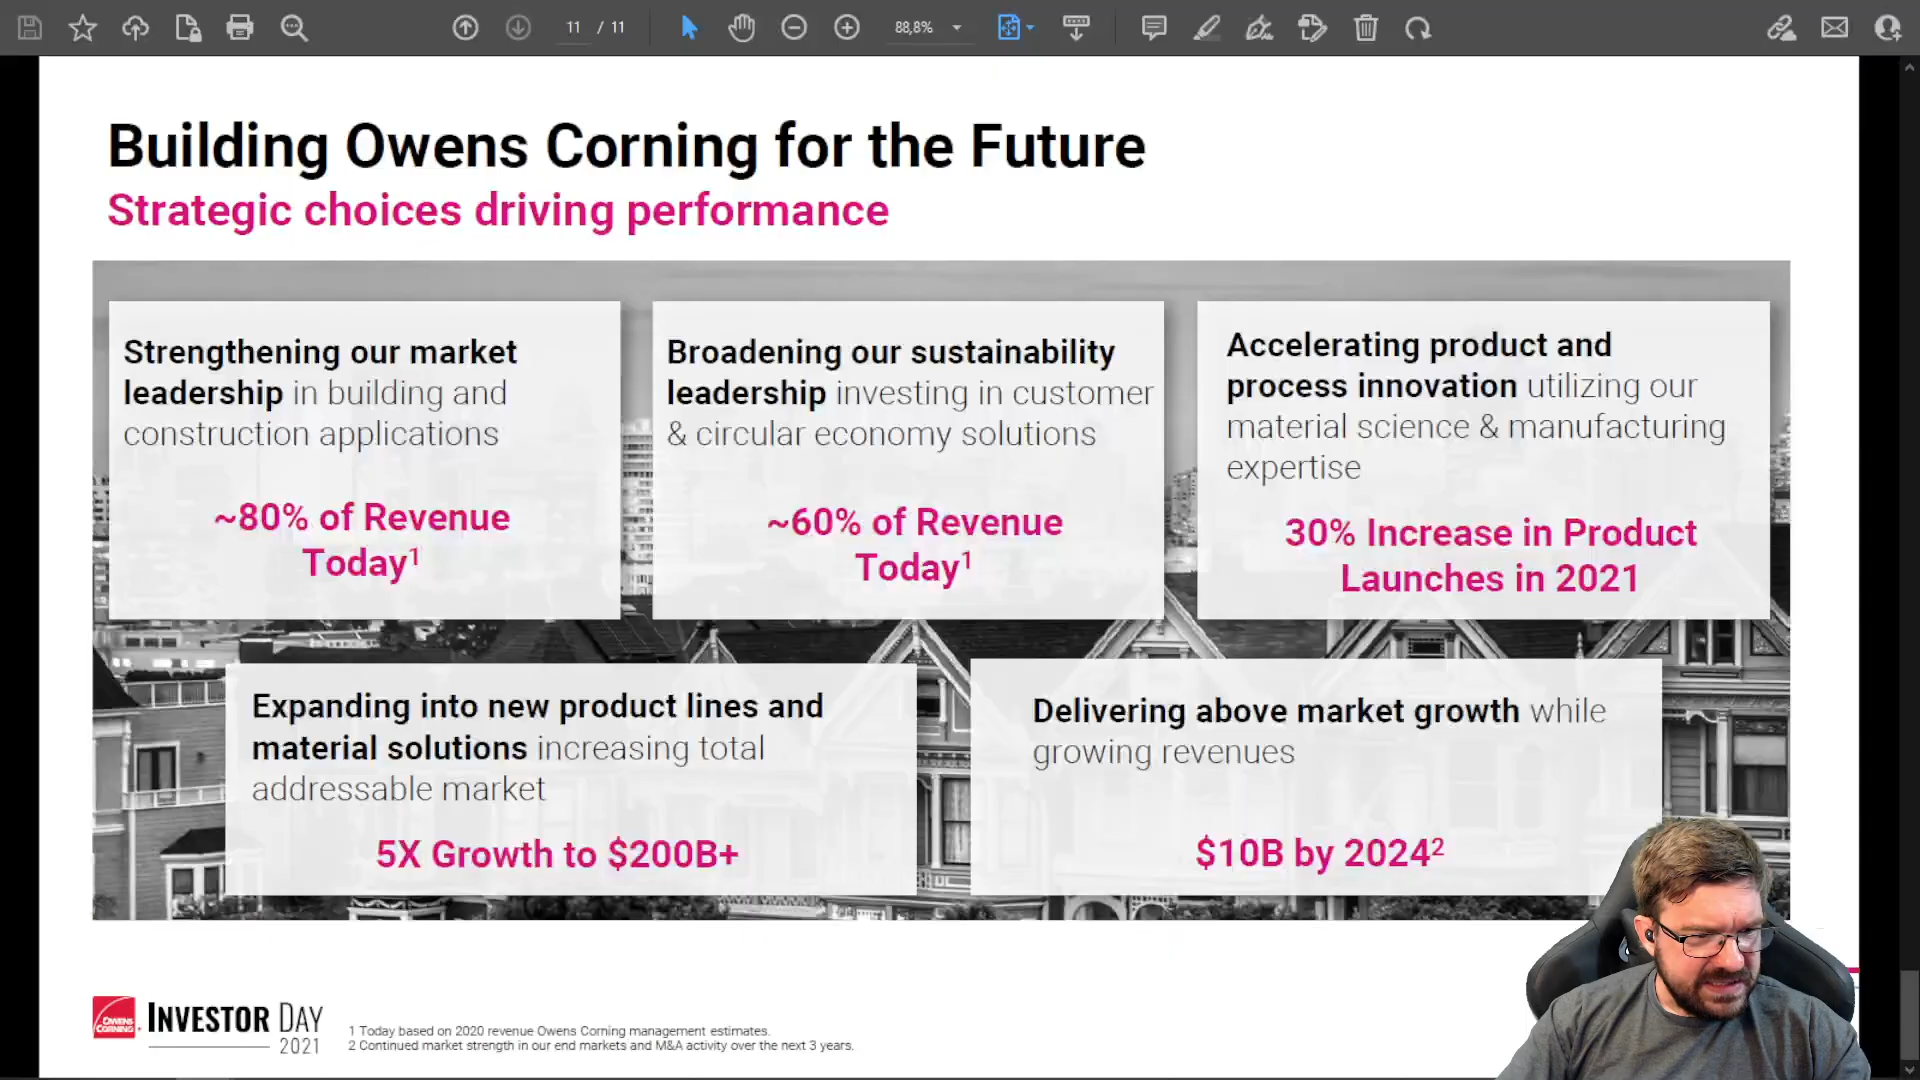 11 / 11
88,8%
Building Owens Corning for the Future
Strategic choices driving performance
Strengthening our market
leadership in building and
construction applications
~80% of Revenue
Today1
Broadening our sustainability
leadership investing in customer
& circular economy solutions
~60% of Revenue
Today1
Accelerating product and
process innovation utilizing our
material science & manufacturing
expertise
30% Increase in Product
Launches in 2021
Expanding into new product lines and
material solutions increasing total
addressable market
5X Growth to $200B+
Delivering above market growth while
growing revenues
$10B by 20242
OWENS
CORNING
INVESTOR DAY
2021
1 Today based on 2020 revenue Owens Corning management estimates.
2 Continued market strength in our end markets and M&A activity over the next 3 years.